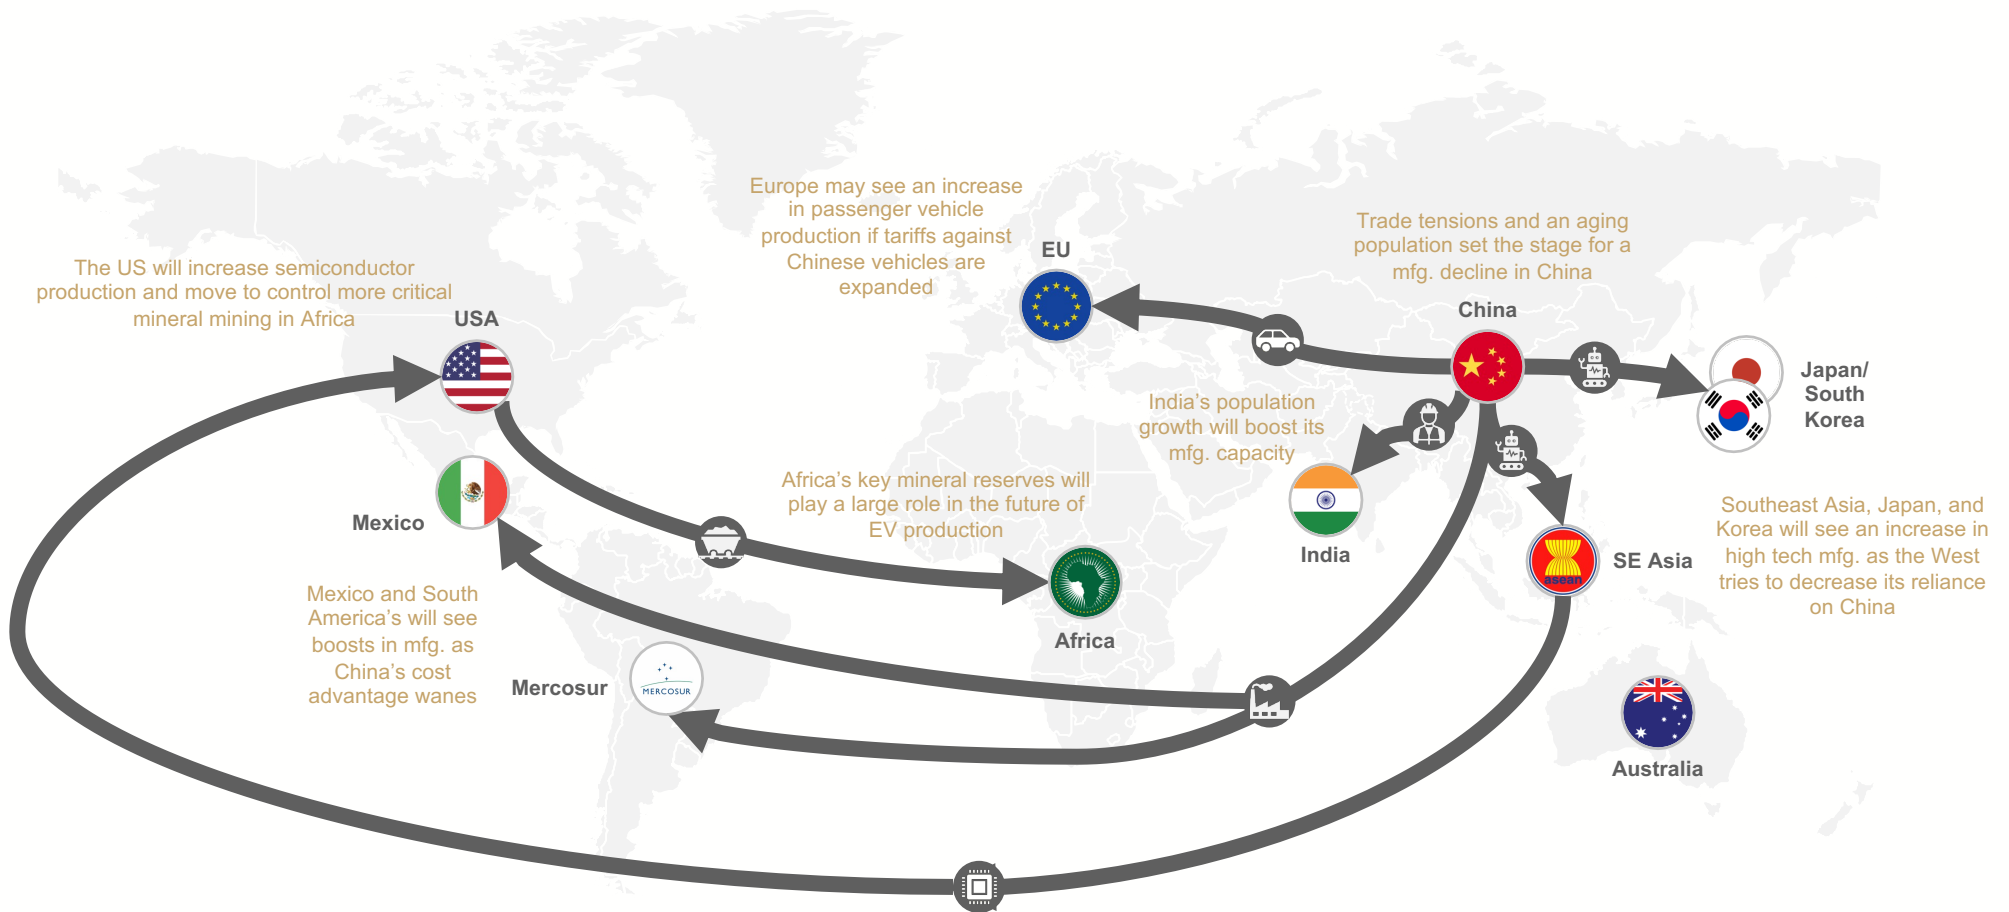 Europe may see an increase
in passenger vehicle
production if tariffs against
Chinese vehicles are
expanded
EU
Trade tensions and an aging
population set the stage for a
mfg. decline in China
China
The US will increase semiconductor
production and move to control more critical
mineral mining in Africa
USA
Japan/
South
Korea
India's population
growth will boost its
mfg. capacity
India
Africa's key mineral reserves will
play a large role in the future of
EV production
Africa
Mexico
Southeast Asia, Japan, and
Korea will see an increase in
high tech mfg. as the West
tries to decrease its reliance
on China
asean
SE Asia
Mexico and South
America's will see
boosts in mfg. as
China's cost
advantage wanes
Mercosur
MERCOSUR
Australia